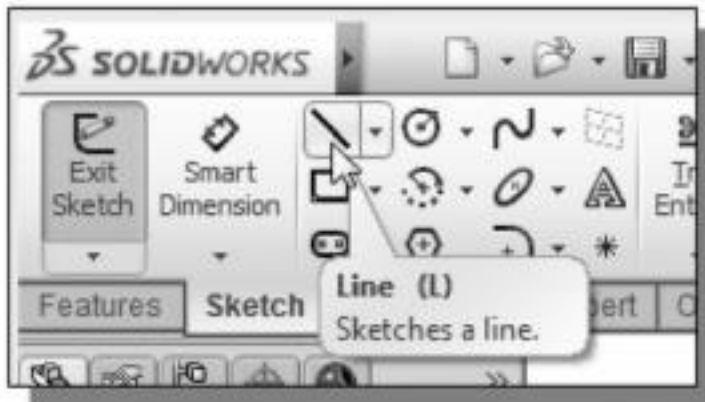 SOLIDWORKS
Exit Sketch
Smart Dimension
Line (L)
Sketches a line.
Features
Sketch